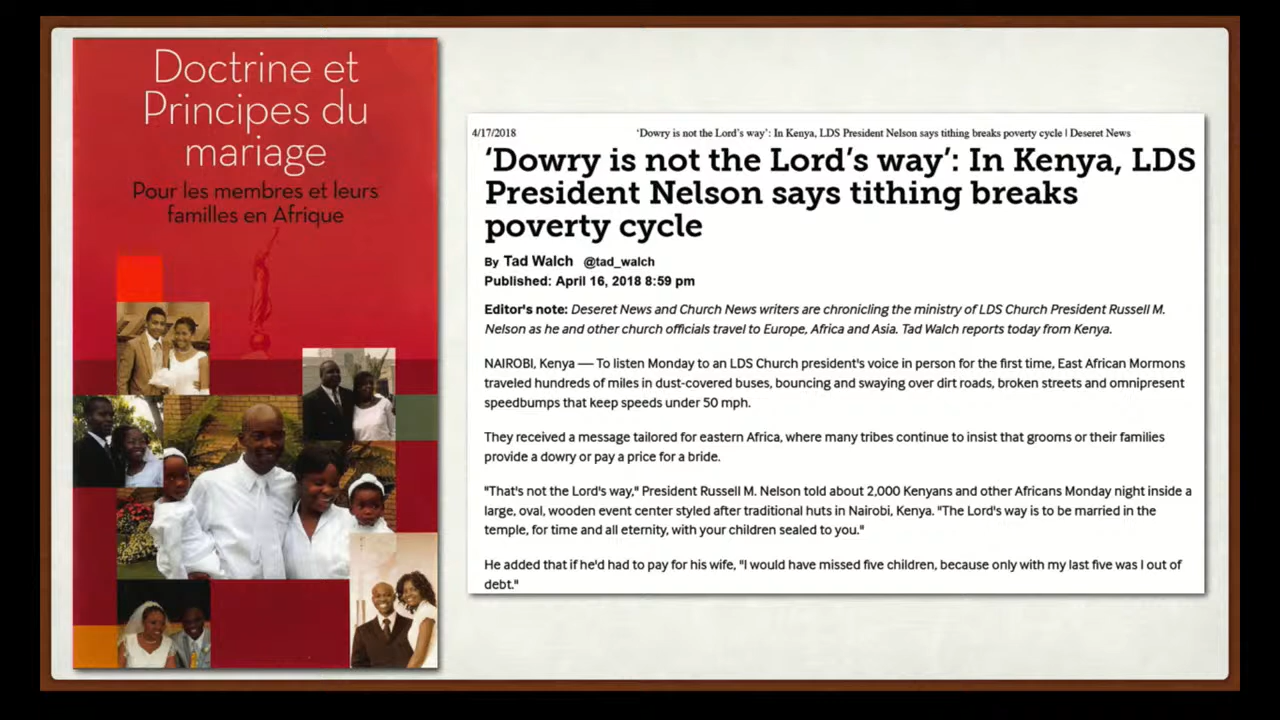 Doctrine et
Principes du
mariage
Pour les membres et leurs
familles en Afrique
4/17/2018 'Dowry is not the Lord's way': In Kenya, LDS President Nelson says tithing breaks poverty cycle | Deseret News
‘Dowry is not the Lord’s way’: In Kenya, LDS
President Nelson says tithing breaks
poverty cycle
By Tad Walch @tad_walch
Published: April 16, 2018 8:59 pm
Editor's note: Deseret News and Church News writers are chronicling the ministry of LDS Church President Russell M.
Nelson as he and other church officials travel to Europe, Africa and Asia. Tad Walch reports today from Kenya.
NAIROBI, Kenya — To listen Monday to an LDS Church president's voice in person for the first time, East African Mormons
traveled hundreds of miles in dust-covered buses, bouncing and swaying over dirt roads, broken streets and omnipresent
speedbumps that keep speeds under 50 mph.
They received a message tailored for eastern Africa, where many tribes continue to insist that grooms or their families
provide a dowry or pay a price for a bride.
"That's not the Lord's way," President Russell M. Nelson told about 2,000 Kenyans and other Africans Monday night inside a
large, oval, wooden event center styled after traditional huts in Nairobi, Kenya. "The Lord's way is to be married in the
temple, for time and all eternity, with your children sealed to you."
He added that if he'd had to pay for his wife, "I would have missed five children, because only with my last five was I out of
debt."